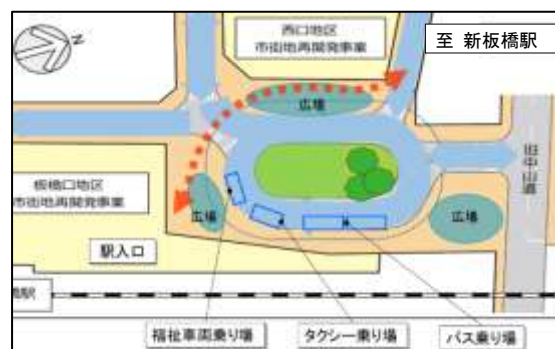 N
西口地区
市街地再開発事業
至 新板橋駅
広場
旧中山道
板橋口地区
市街地再開発事業
広場
広場
駅入口
橋駅
福祉車両乗り場
タクシー乗り場
バス乗り場